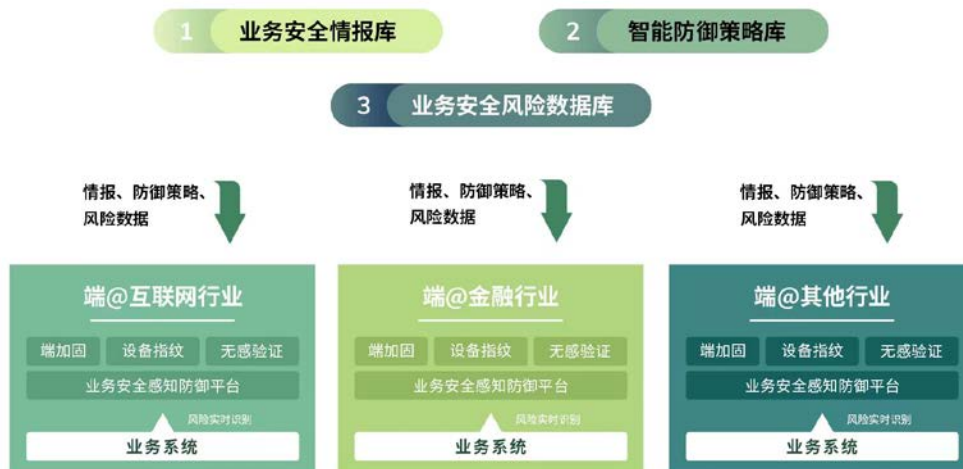 1 业务安全情报库
2 智能防御策略库
3 业务安全风险数据库
情报、防御策略、
风险数据
情报、防御策略、
风险数据
情报、防御策略、
风险数据
端@互联网行业
端加固 设备指纹 无感验证
业务安全感知防御平台
风险实时识别
业务系统
端@金融行业
端加固 设备指纹 无感验证
业务安全感知防御平台
风险实时识别
业务系统
端@其他行业
端加固 设备指纹 无感验证
业务安全感知防御平台
风险实时识别
业务系统